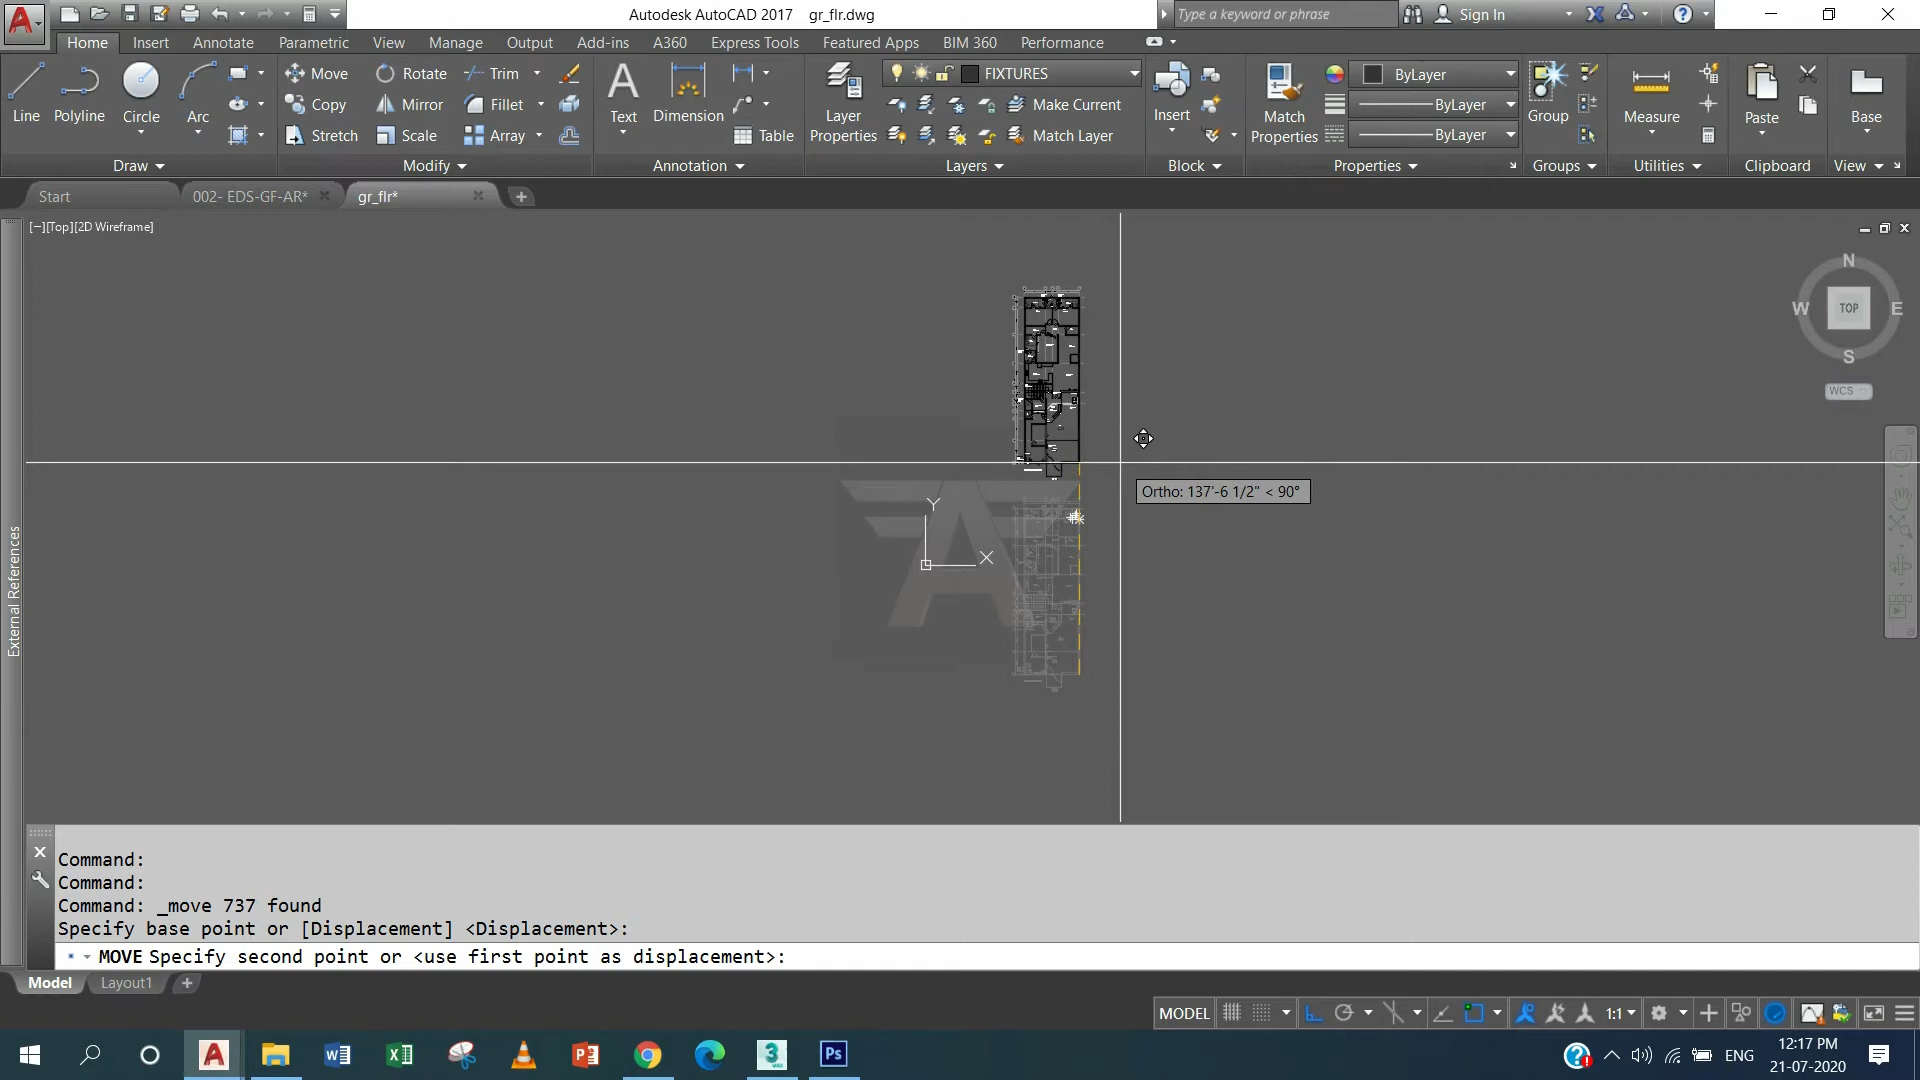 Autodesk AutoCAD 2017 gr_flr.dwg
Type a keyword or phrase
Sign In
Home Insert Annotate Parametric View Manage Output Add-ins A360 Express Tools Featured Apps BIM 360 Performance
Line Polyline Circle Arc
Move Rotate Trim
Copy Mirror Fillet
Stretch Scale Array
Text Dimension Table
Layer Properties
FIXTURES
Make Current
Match Layer
Insert
Match Properties
ByLayer
ByLayer
ByLayer
Group
Measure
Paste
Base
Draw Modify Annotation Layers Block Properties Groups Utilities Clipboard View
Start 002- EDS-GF-AR* gr_flr*
[−][Top][2D Wireframe]
N
W TOP E
S
WCS
Ortho: 137'-6 1/2" < 90°
Y
X
External References
Command:
Command:
Command: _move 737 found
Specify base point or [Displacement] <Displacement>:
MOVE Specify second point or <use first point as displacement>:
Model Layout1
MODEL 1:1
ENG
12:17 PM
21-07-2020